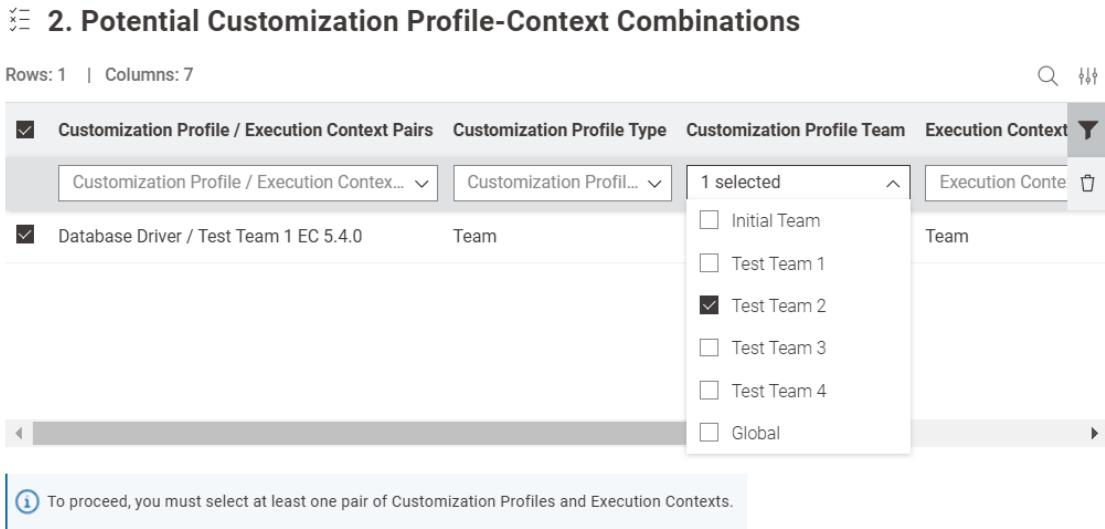 2. Potential Customization Profile-Context Combinations
Rows: 1 | Columns: 7
Customization Profile / Execution Context Pairs Customization Profile Type Customization Profile Team Execution Context
Customization Profile / Execution Contex... Customization Profil... 1 selected Execution Conte
Initial Team
Database Driver / Test Team 1 EC 5.4.0 Team Team
Test Team 1
Test Team 2
Test Team 3
Test Team 4
Global
To proceed, you must select at least one pair of Customization Profiles and Execution Contexts.